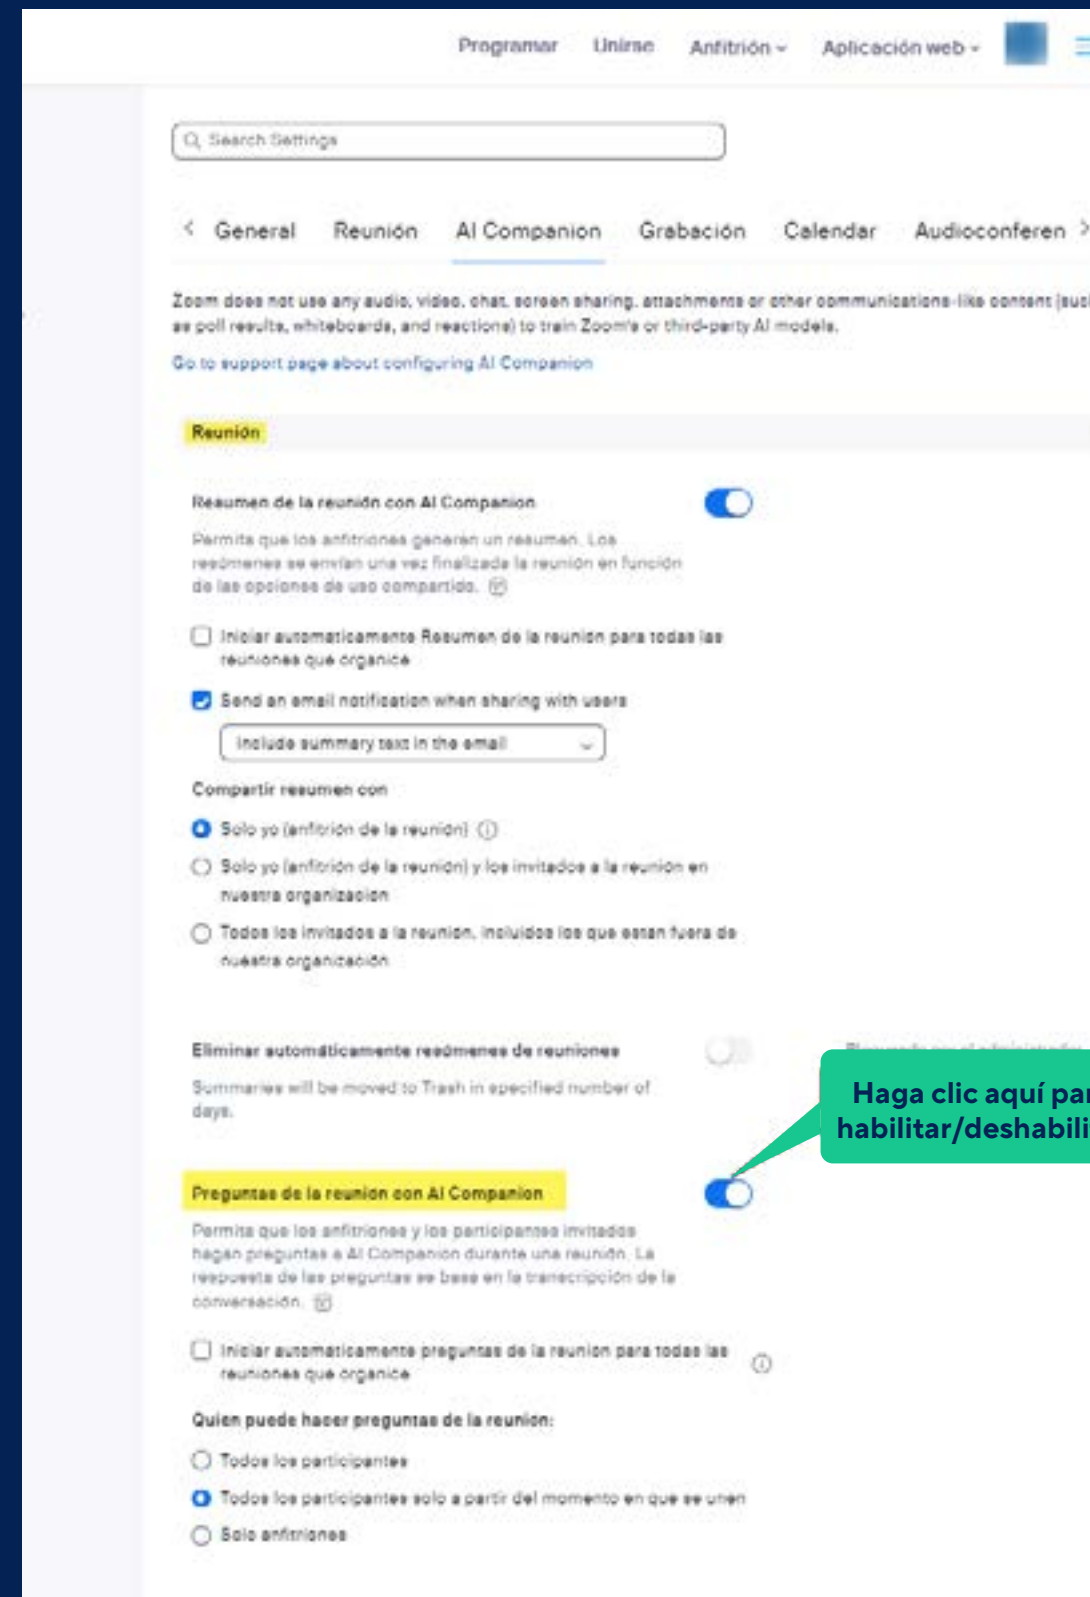 Programar Unirse Anfitrión Aplicación web
Search Settings
General Reunión AI Companion Grabación Calendar Audioconferen
Zoom does not use any audio, video, chat, screen sharing, attachments or other communications-like content (such
as poll results, whiteboards, and reactions) to train Zoom's or third-party AI models.
Go to support page about configuring AI Companion
Reunión
Resumen de la reunión con AI Companion
Permita que los anfitriones generen un resumen. Los
resúmenes se envían una vez finalizada la reunión en función
de las opciones de uso compartido.
Iniciar automáticamente Resumen de la reunión para todas las
reuniones que organice
Send an email notification when sharing with users
Include summary text in the email
Compartir resumen con
Solo yo (anfitrión de la reunión)
Solo yo (anfitrión de la reunión) y los invitados a la reunión en
nuestra organización
Todos los invitados a la reunión, incluidos los que están fuera de
nuestra organización
Eliminar automáticamente resúmenes de reuniones
Summaries will be moved to Trash in specified number of
days.
Haga clic aquí par
habilitar/deshabili
Preguntas de la reunión con AI Companion
Permita que los anfitriones y los participantes invitados
hagan preguntas a AI Companion durante una reunión. La
respuesta de las preguntas se basa en la transcripción de la
conversación.
Iniciar automáticamente preguntas de la reunión para todas las
reuniones que organice
Quien puede hacer preguntas de la reunión:
Todos los participantes
Todos los participantes solo a partir del momento en que se unen
Solo anfitriones